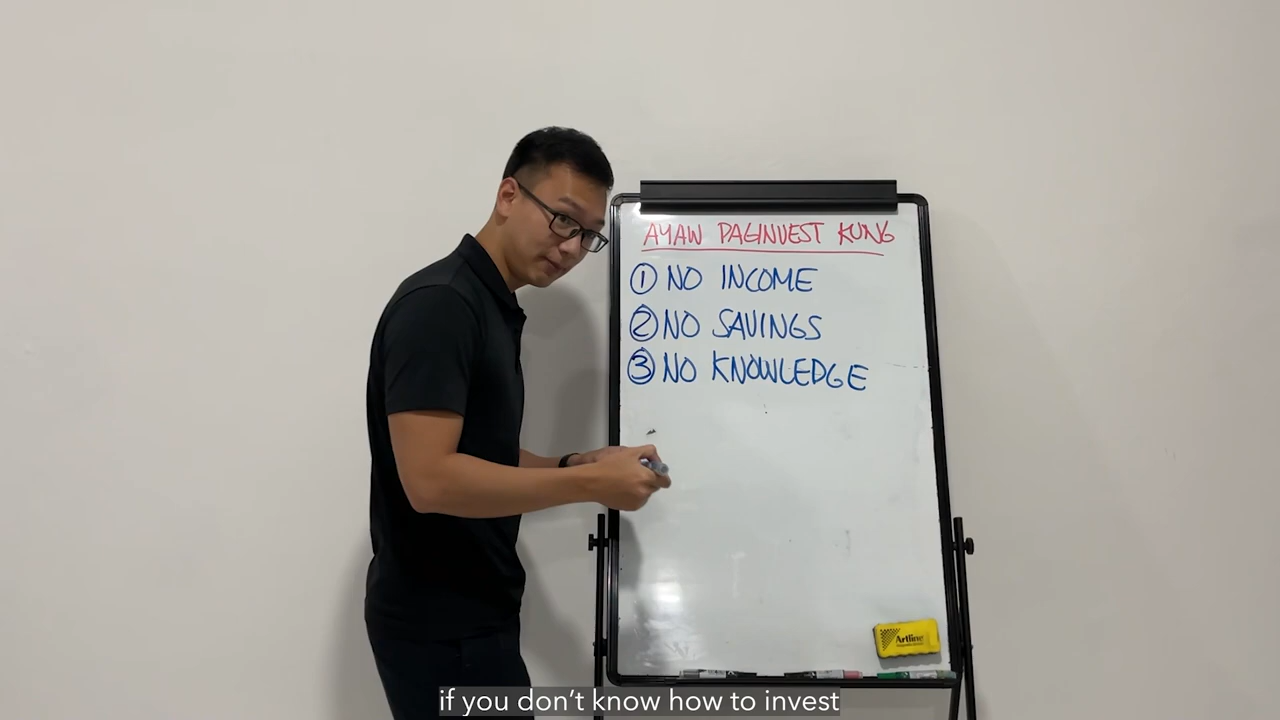 AYAW PAGINVEST KUNG
① NO INCOME
② NO SAVINGS
③ NO KNOWLEDGE
Artline
if you don't know how to invest